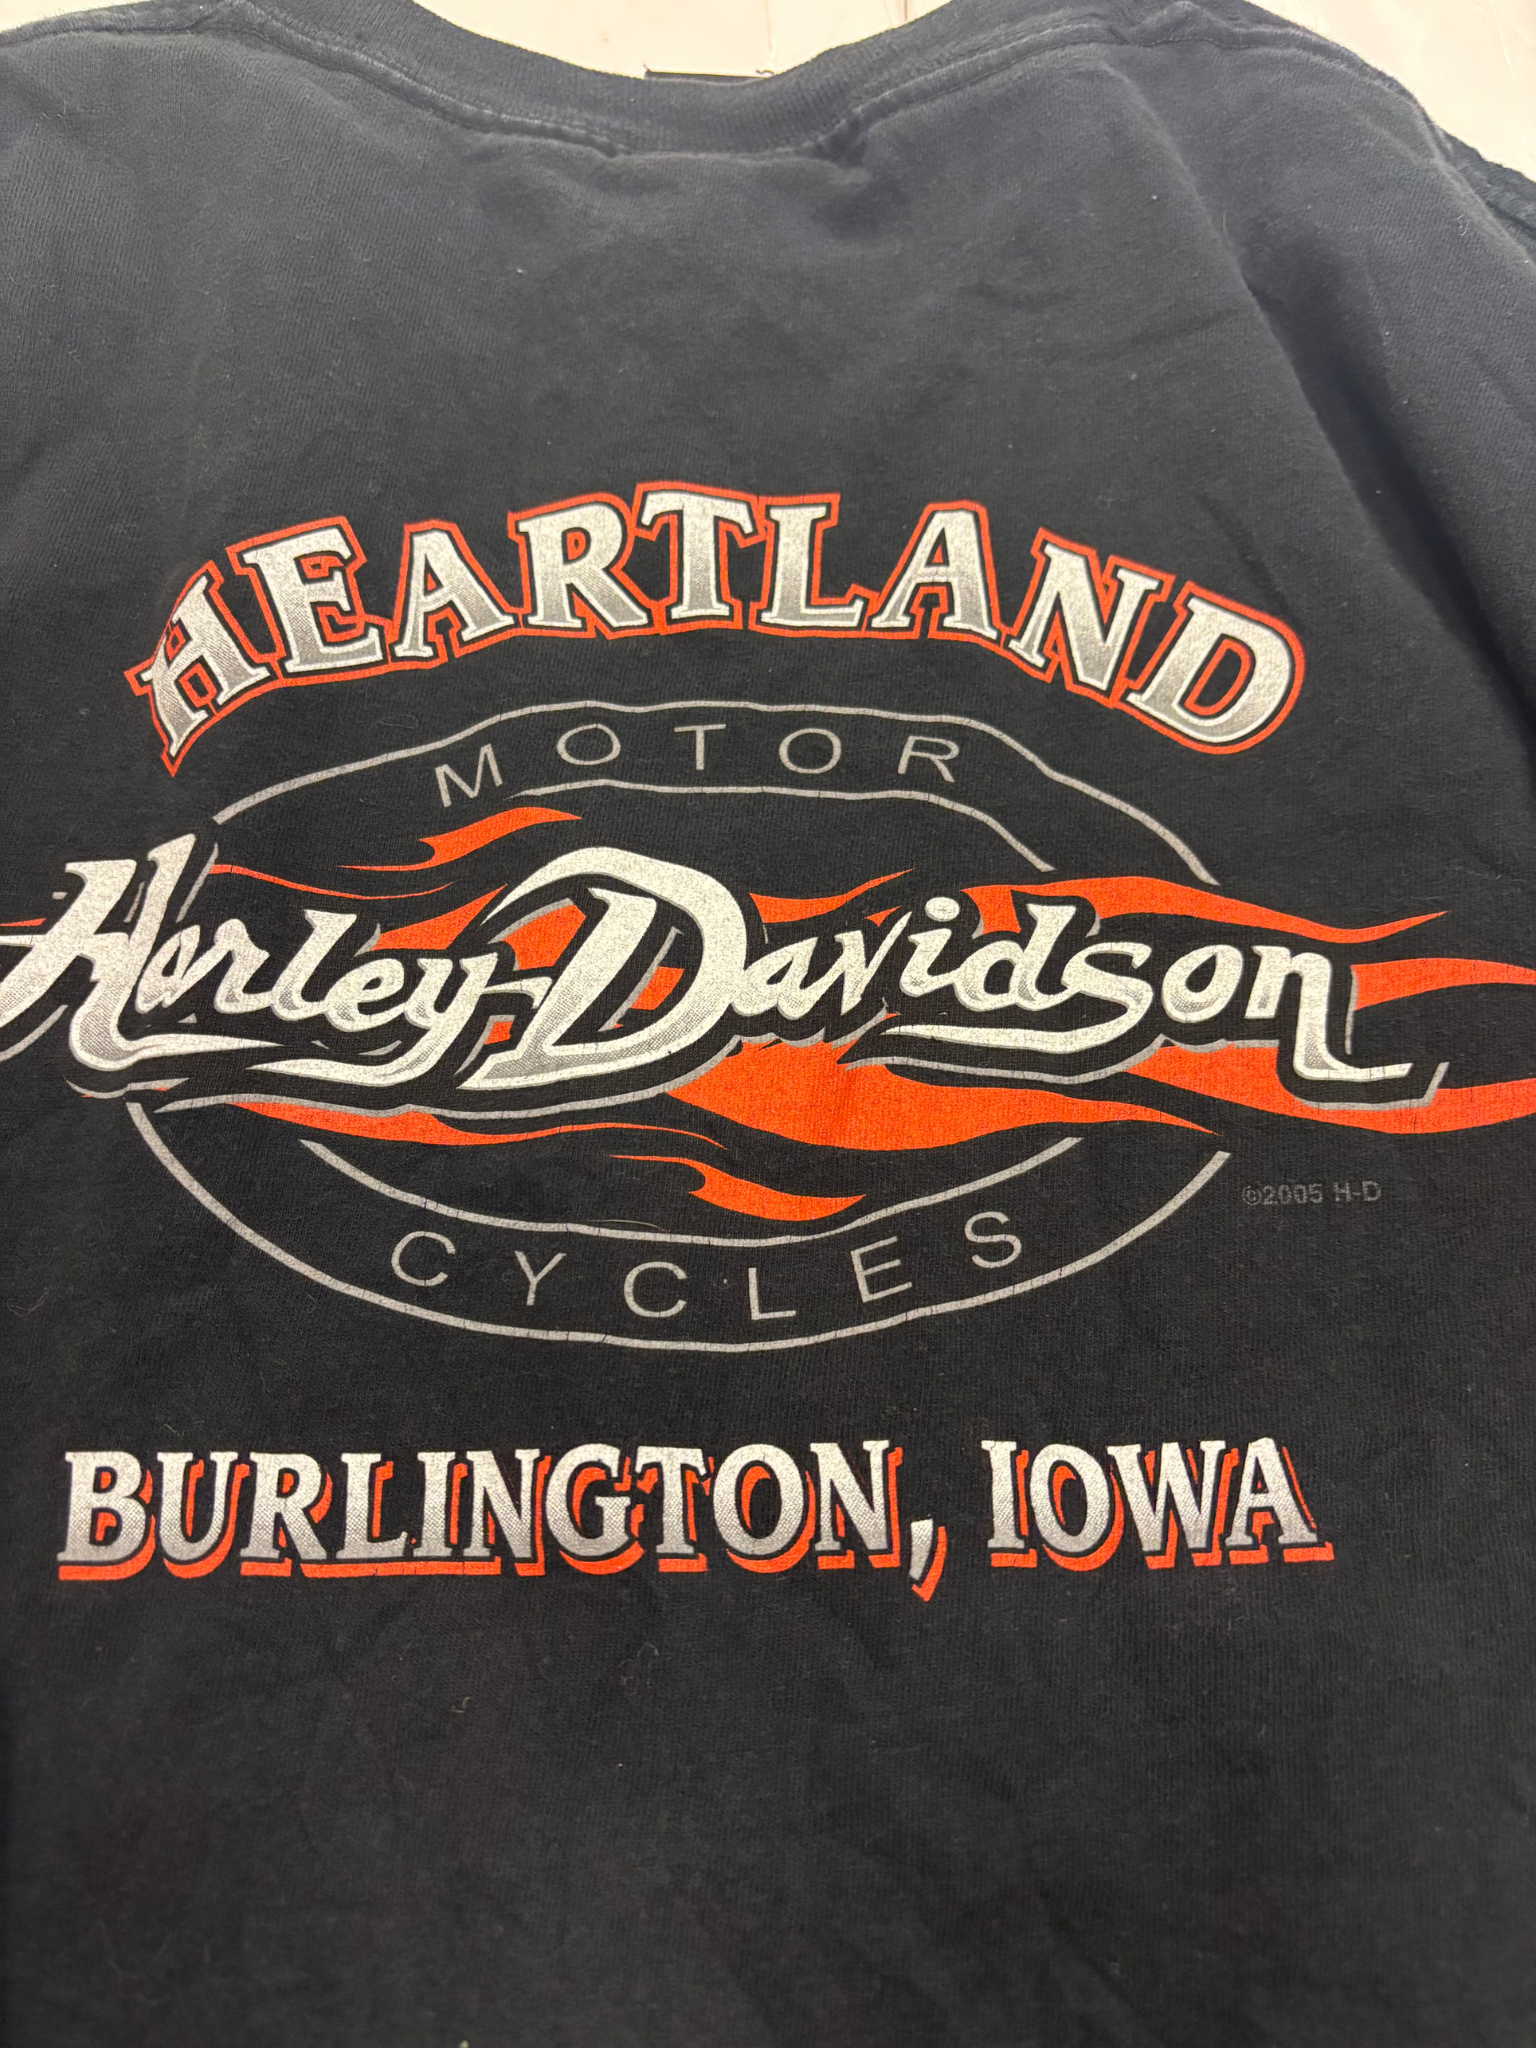 HEARTLAND
MOTOR
Harley-Davidson
©2005 H-D
CYCLES
BURLINGTON, IOWA